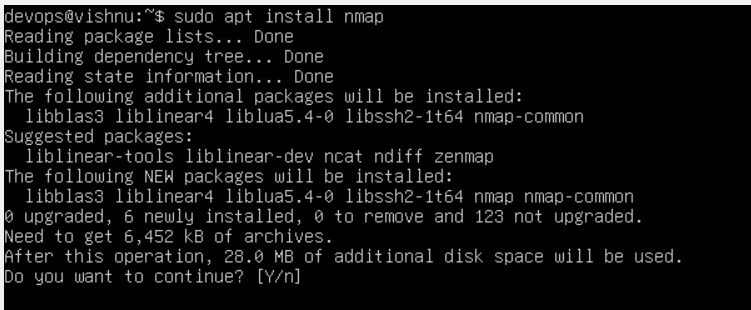 devops@vishnu:~$ sudo apt install nmap
Reading package lists... Done
Building dependency tree... Done
Reading state information... Done
The following additional packages will be installed:
  libblas3 liblinear4 liblua5.4-0 libssh2-1t64 nmap-common
Suggested packages:
  liblinear-tools liblinear-dev ncat ndiff zenmap
The following NEW packages will be installed:
  libblas3 liblinear4 liblua5.4-0 libssh2-1t64 nmap nmap-common
0 upgraded, 6 newly installed, 0 to remove and 123 not upgraded.
Need to get 6,452 kB of archives.
After this operation, 28.0 MB of additional disk space will be used.
Do you want to continue? [Y/n]